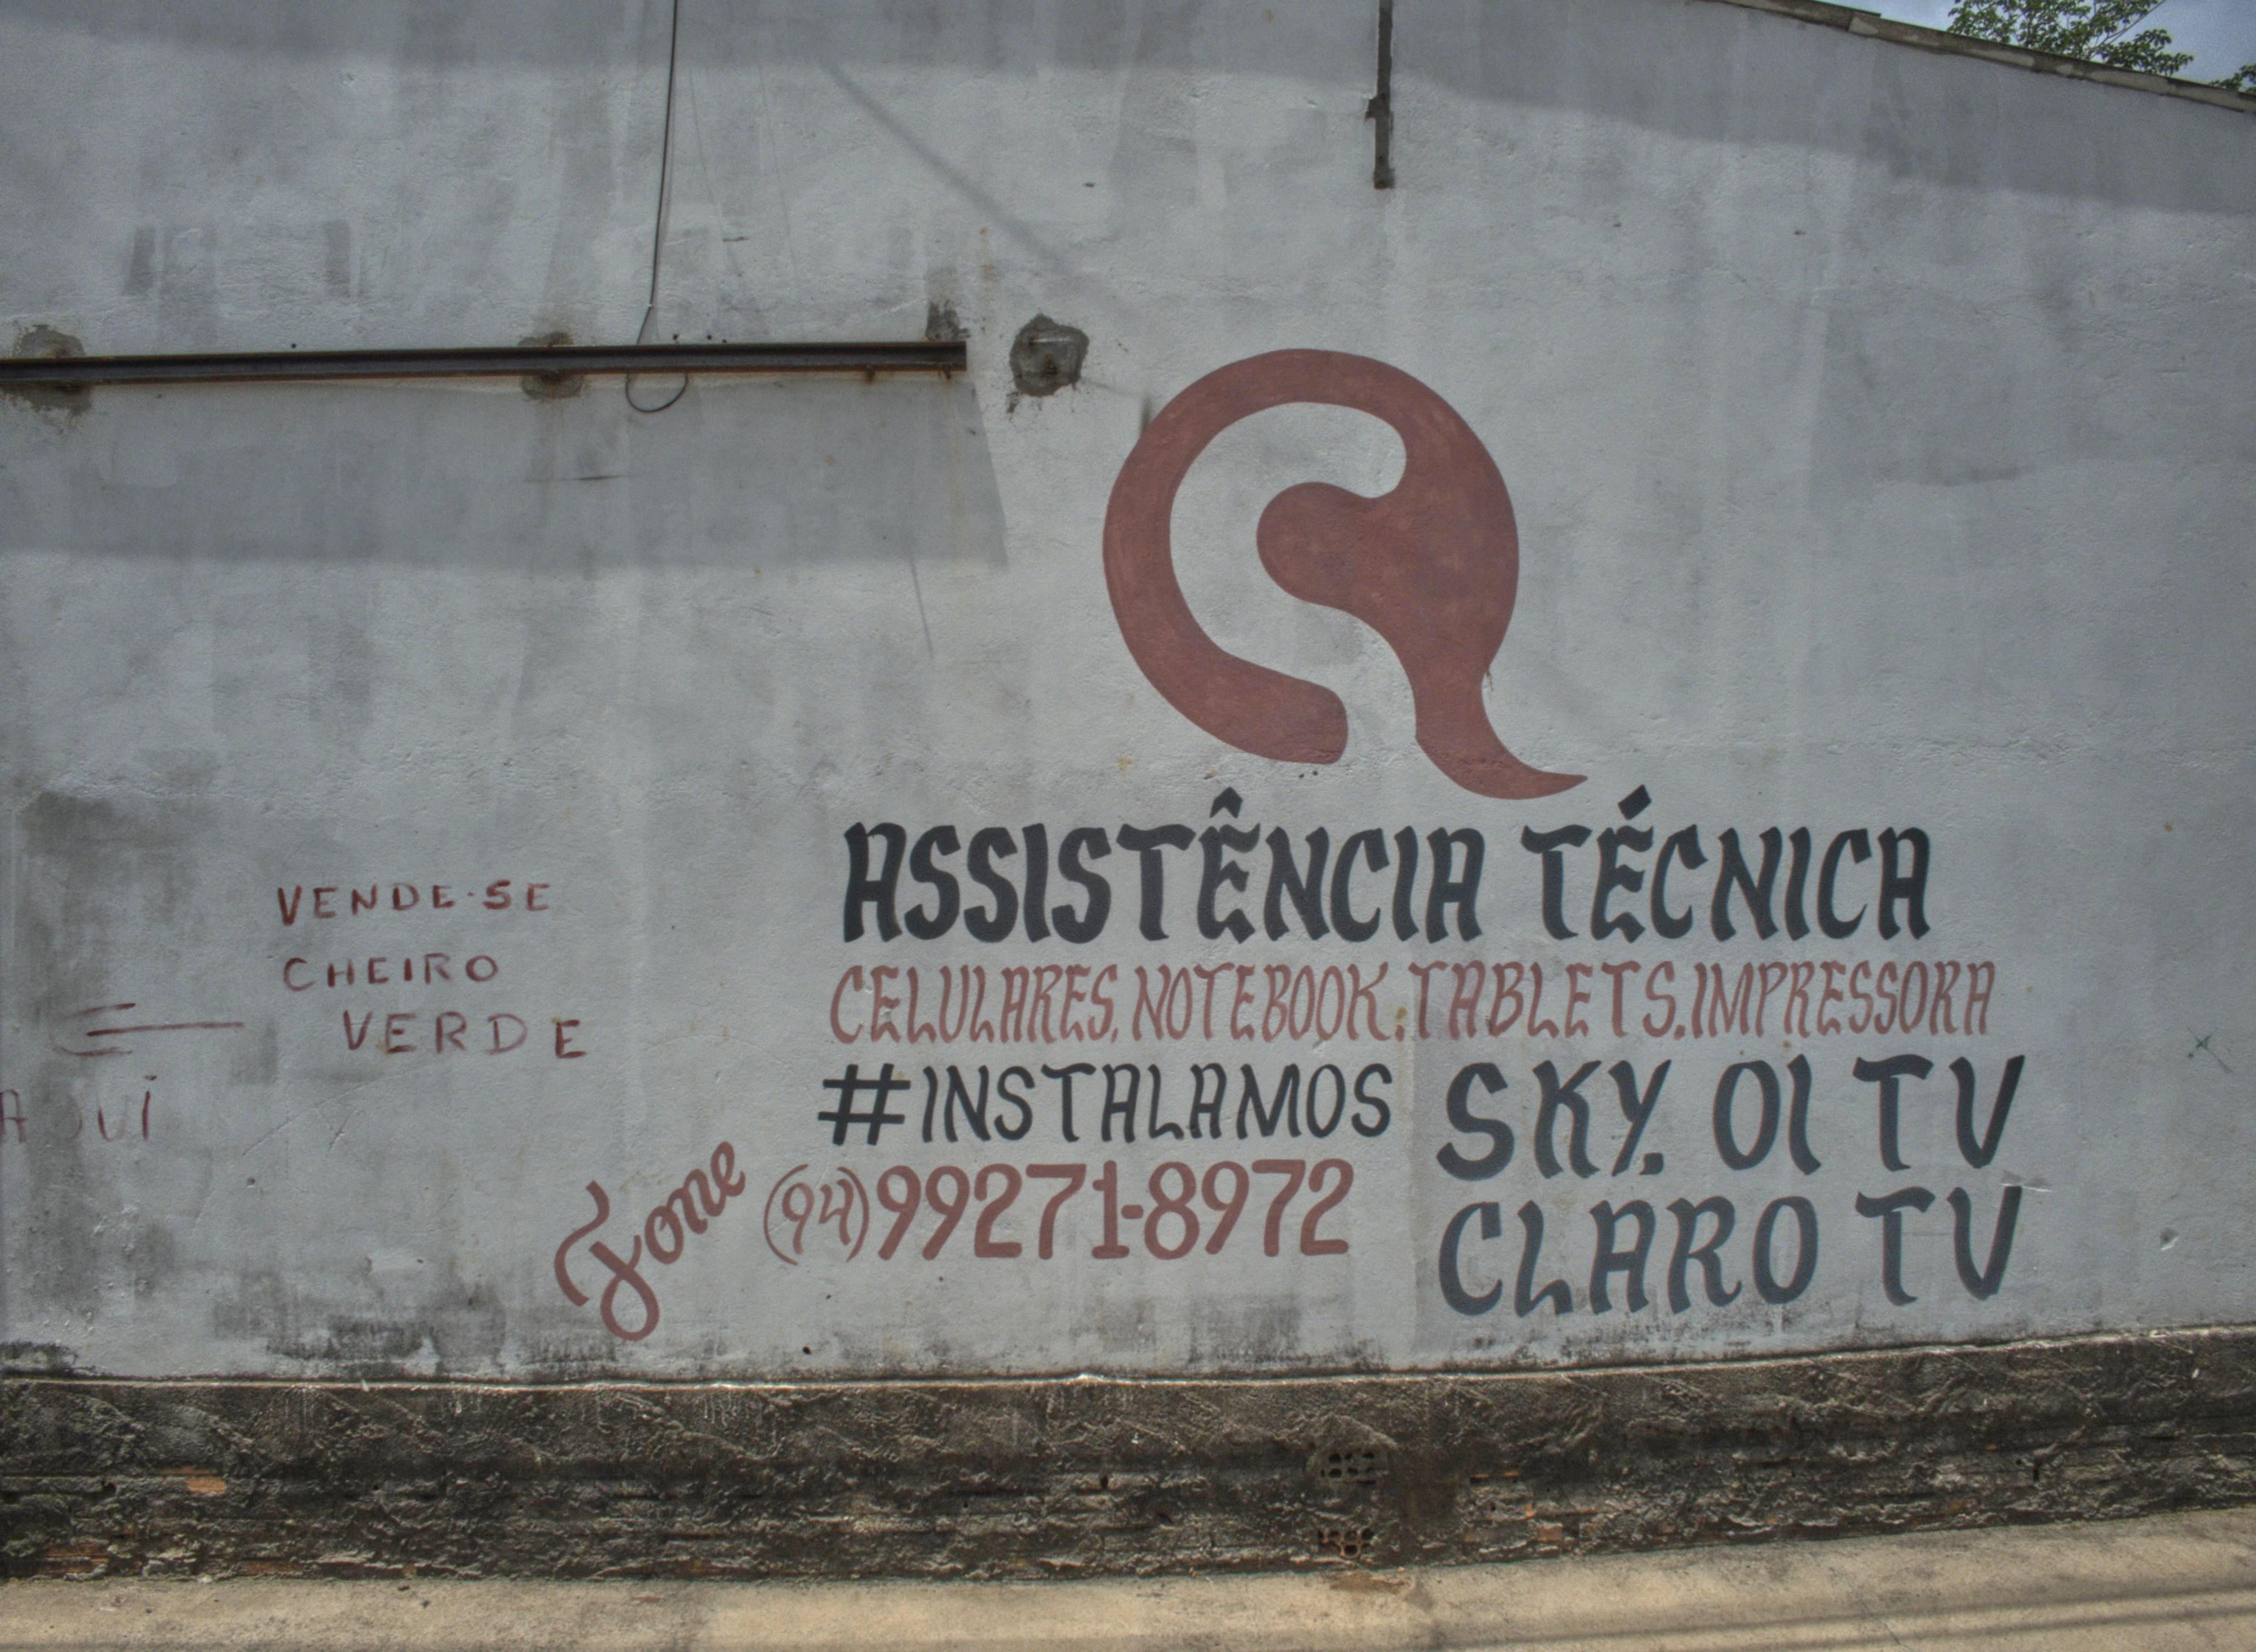 VENDE-SE
CHEIRO
VERDE
AQUÍ
ASSISTÊNCIA TÉCNICA
CELULARES, NOTEBOOK. TABLETS. IMPRESSORA
#INSTALAMOS SKY. OI TV
CLARO TV
Fone (94) 99271-8972